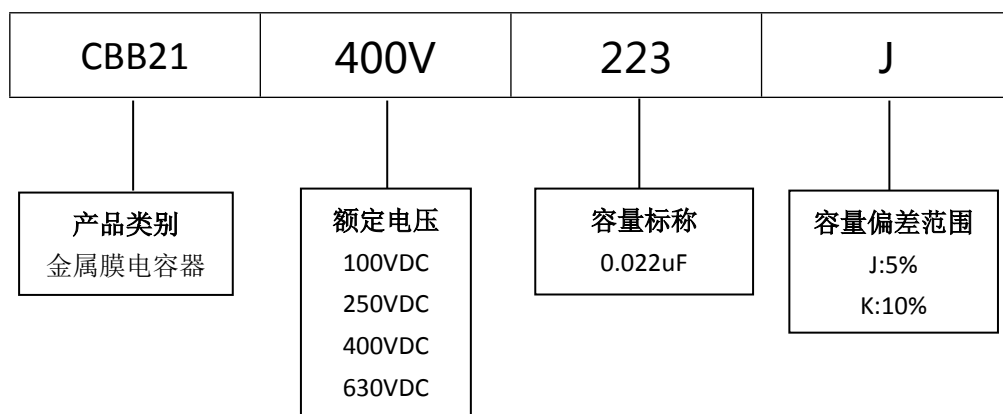 CBB21 400V 223 J
产品类别
金属膜电容器
额定电压
100VDC
250VDC
400VDC
630VDC
容量标称
0.022uF
容量偏差范围
J:5%
K:10%